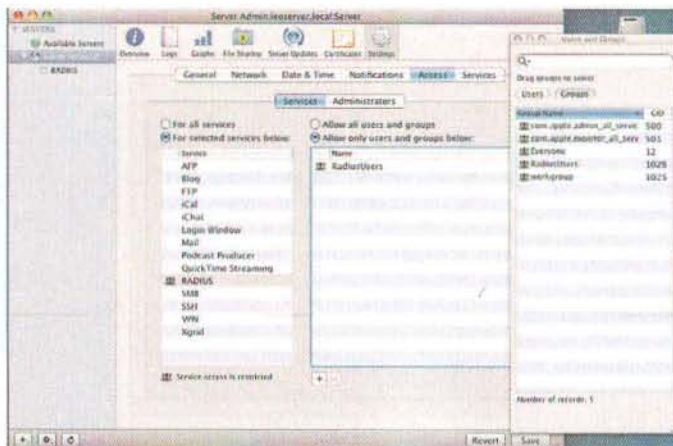 Server Admin:leoserver.local:Server
SERVERS
Available Servers
RADIUS
Overview Logs Graphs File Sharing Server Updates Certificates Settings
General Network Date & Time Notifications Access Services
Services Administrators
For all services
For selected services below:
Allow all users and groups
Allow only users and groups below:
Service
AFP
Blog
FTP
iCal
iChat
Login Window
Mail
Podcast Producer
QuickTime Streaming
RADIUS
SMB
SSH
VPN
Xgrid
Service access is restricted
Name
RadiusUsers
Revert
Save
Users and Groups
Drag groups to server
Users Groups
Group Name GID
com.apple.admin_all_serve 500
com.apple.monitor_all_serv 501
Everyone 12
RadiusUsers 1026
workgroup 1025
Number of records: 5